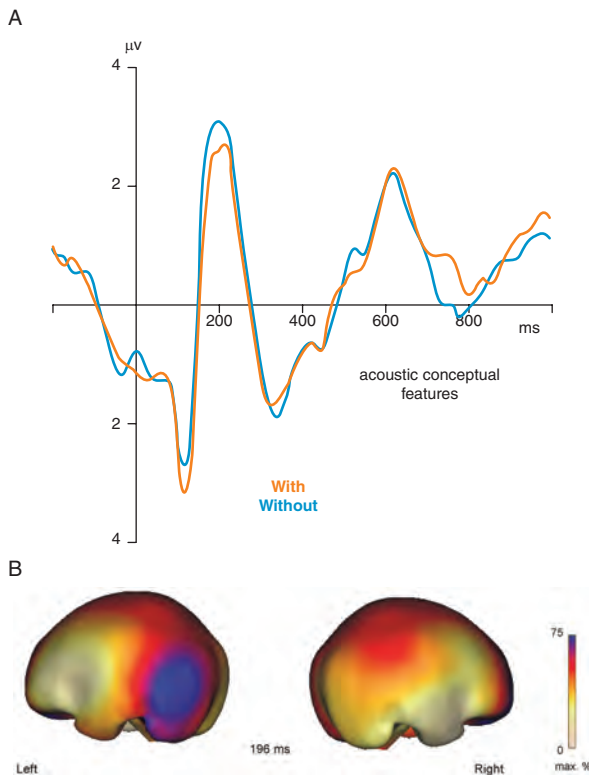 A
μV
4
2
200
400
600
800
ms
acoustic conceptual
features
2
With
Without
4
B
75
196 ms
0
Left
Right
max. %